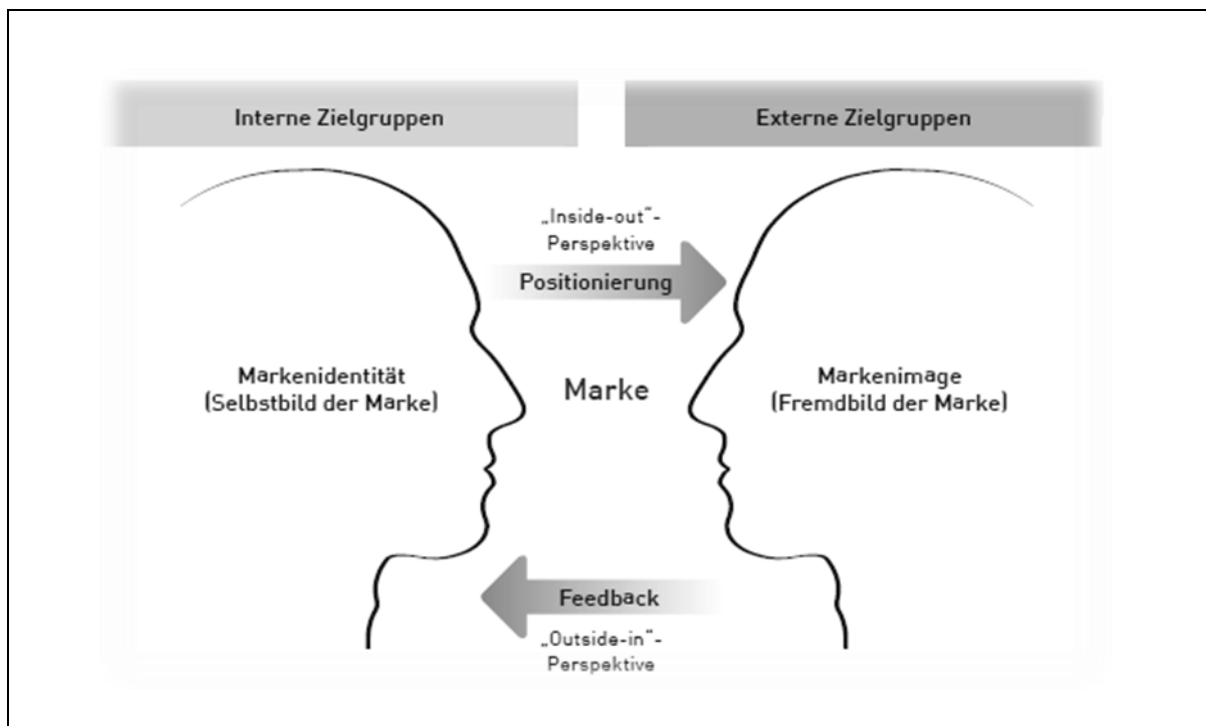 Interne Zielgruppen
Externe Zielgruppen
„Inside-out"-
Perspektive
Positionierung
Markenidentität
(Selbstbild der Marke)
Marke
Markenimage
(Fremdbild der Marke)
Feedback
„Outside-in"-
Perspektive